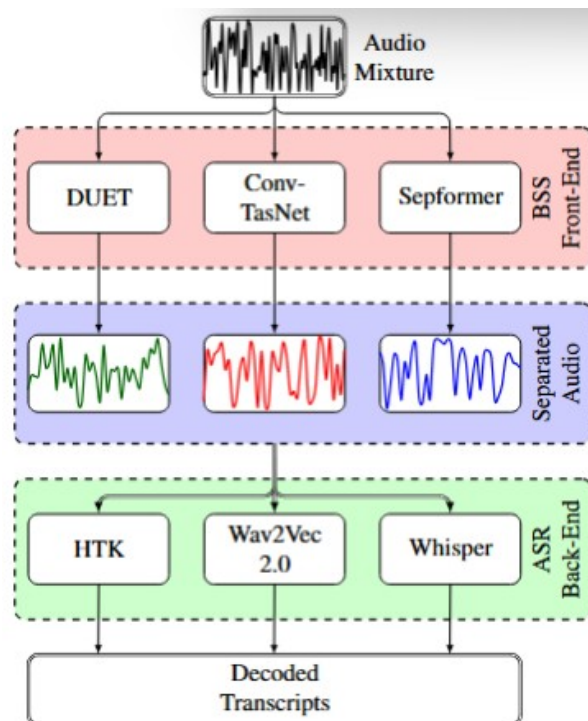 Audio
Mixture
DUET
Conv-
TasNet
Sepformer
BSS
Front-End
Separated
Audio
HTK
Wav2Vec
2.0
Whisper
ASR
Back-End
Decoded
Transcripts